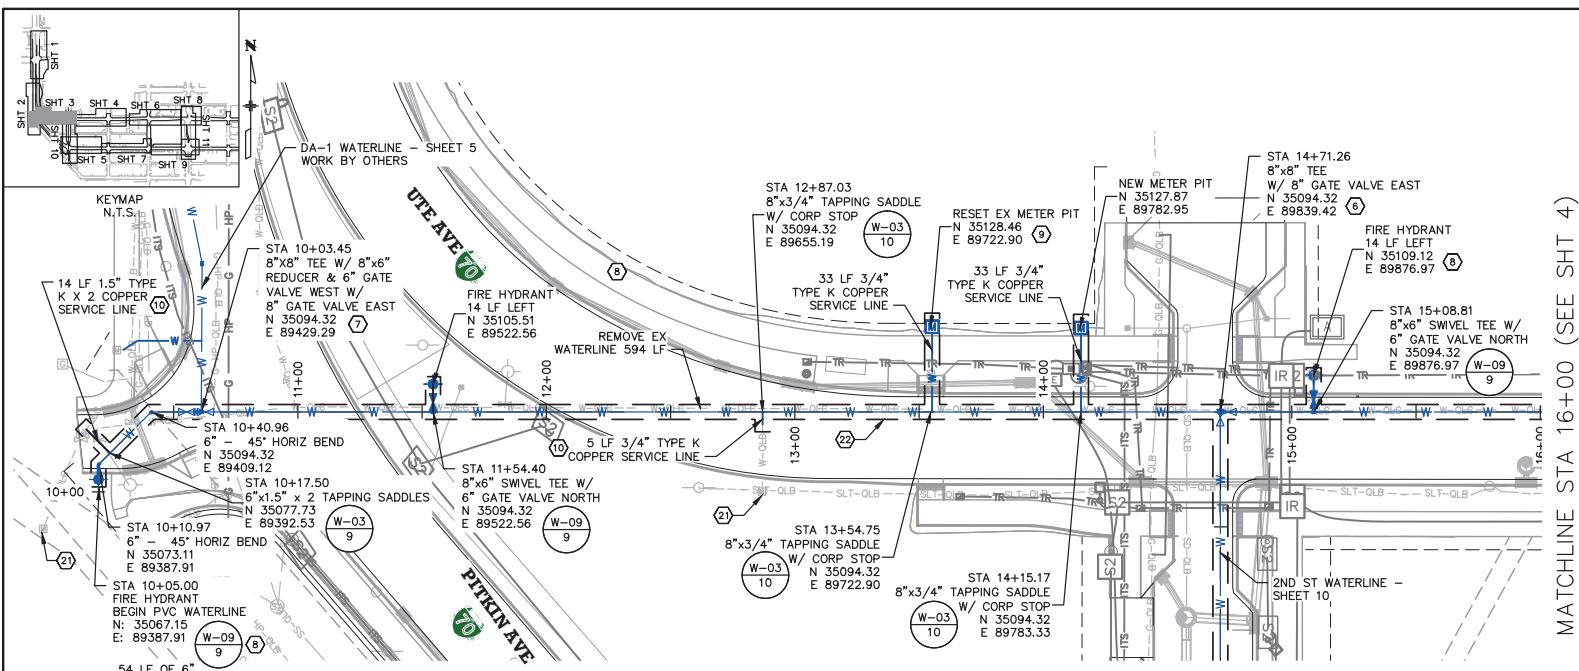 SHT 1
SHT 2
SHT 3
SHT 4
SHT 6
SHT 8
SHT 10
SHT 5
SHT 7
SHT 9
SHT 11
KEYMAP
N.T.S.
N
DA-1 WATERLINE - SHEET 5
WORK BY OTHERS
14 LF 1.5" TYPE
K X 2 COPPER
SERVICE LINE
10
STA 10+03.45
8"X8" TEE W/ 8"x6"
REDUCER & 6" GATE
VALVE WEST W/
8" GATE VALVE EAST
N 35094.32
E 89429.29
7
UTE AVE
70
FIRE HYDRANT
14 LF LEFT
N 35105.51
E 89522.56
8
REMOVE EX
WATERLINE 594 LF
STA 12+87.03
8"x3/4" TAPPING SADDLE
W/ CORP STOP
N 35094.32
E 89655.19
W-03
10
RESET EX METER PIT
N 35128.46
E 89722.90
9
33 LF 3/4"
TYPE K COPPER
SERVICE LINE
33 LF 3/4"
TYPE K COPPER
SERVICE LINE
NEW METER PIT
N 35127.87
E 89782.95
STA 14+71.26
8"x8" TEE
W/ 8" GATE VALVE EAST
N 35094.32
E 89839.42
6
FIRE HYDRANT
14 LF LEFT
N 35109.12
E 89876.97
8
STA 15+08.81
8"x6" SWIVEL TEE W/
6" GATE VALVE NORTH
N 35094.32
E 89876.97
W-09
9
MATCHLINE STA 16+00 (SEE SHT 4)
10+00
11+00
12+00
13+00
14+00
15+00
16+00
STA 10+40.96
6" - 45° HORIZ BEND
N 35094.32
E 89409.12
STA 10+17.50
6"x1.5" x 2 TAPPING SADDLES
N 35077.73
E 89392.53
W-03
9
STA 10+10.97
6" - 45° HORIZ BEND
N 35073.11
E 89387.91
21
STA 10+05.00
FIRE HYDRANT
BEGIN PVC WATERLINE
N: 35067.15
E: 89387.91
W-09
9
8
54 LF OF 6"
STA 11+54.40
8"x6" SWIVEL TEE W/
6" GATE VALVE NORTH
N 35094.32
E 89522.56
W-09
9
10
5 LF 3/4" TYPE K
COPPER SERVICE LINE
22
21
PITKIN AVE
70
STA 13+54.75
8"x3/4" TAPPING SADDLE
W/ CORP STOP
N 35094.32
E 89722.90
W-03
10
STA 14+15.17
8"x3/4" TAPPING SADDLE
W/ CORP STOP
N 35094.32
E 89783.33
W-03
10
2ND ST WATERLINE -
SHEET 10
IR
S2
S2
M
M
A
SLT-QLB
SD-QLB
ITS
TR
W